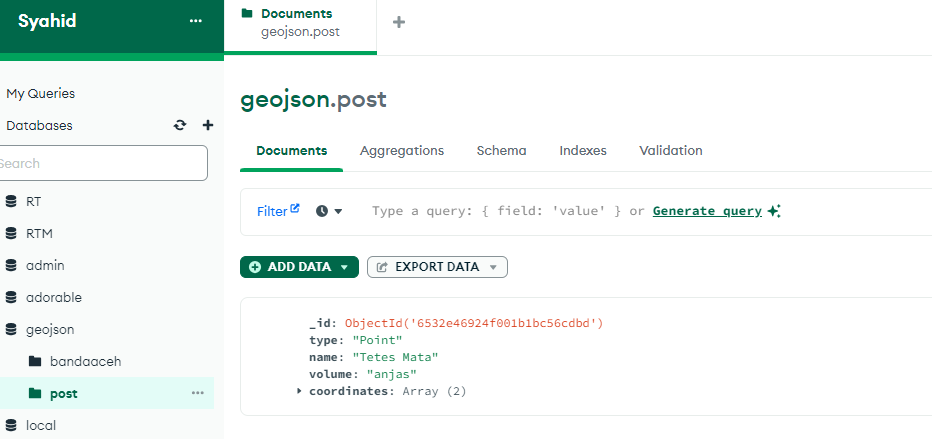 Syahid
Documents
geojson.post
My Queries
Databases
Search
RT
RTM
admin
adorable
geojson
bandaaceh
post
local
geojson.post
Documents Aggregations Schema Indexes Validation
Filter Type a query: { field: 'value' } or Generate query
ADD DATA EXPORT DATA
_id: ObjectId('6532e46924f001b1bc56cdbd')
type: "Point"
name: "Tetes Mata"
volume: "anjas"
coordinates: Array (2)